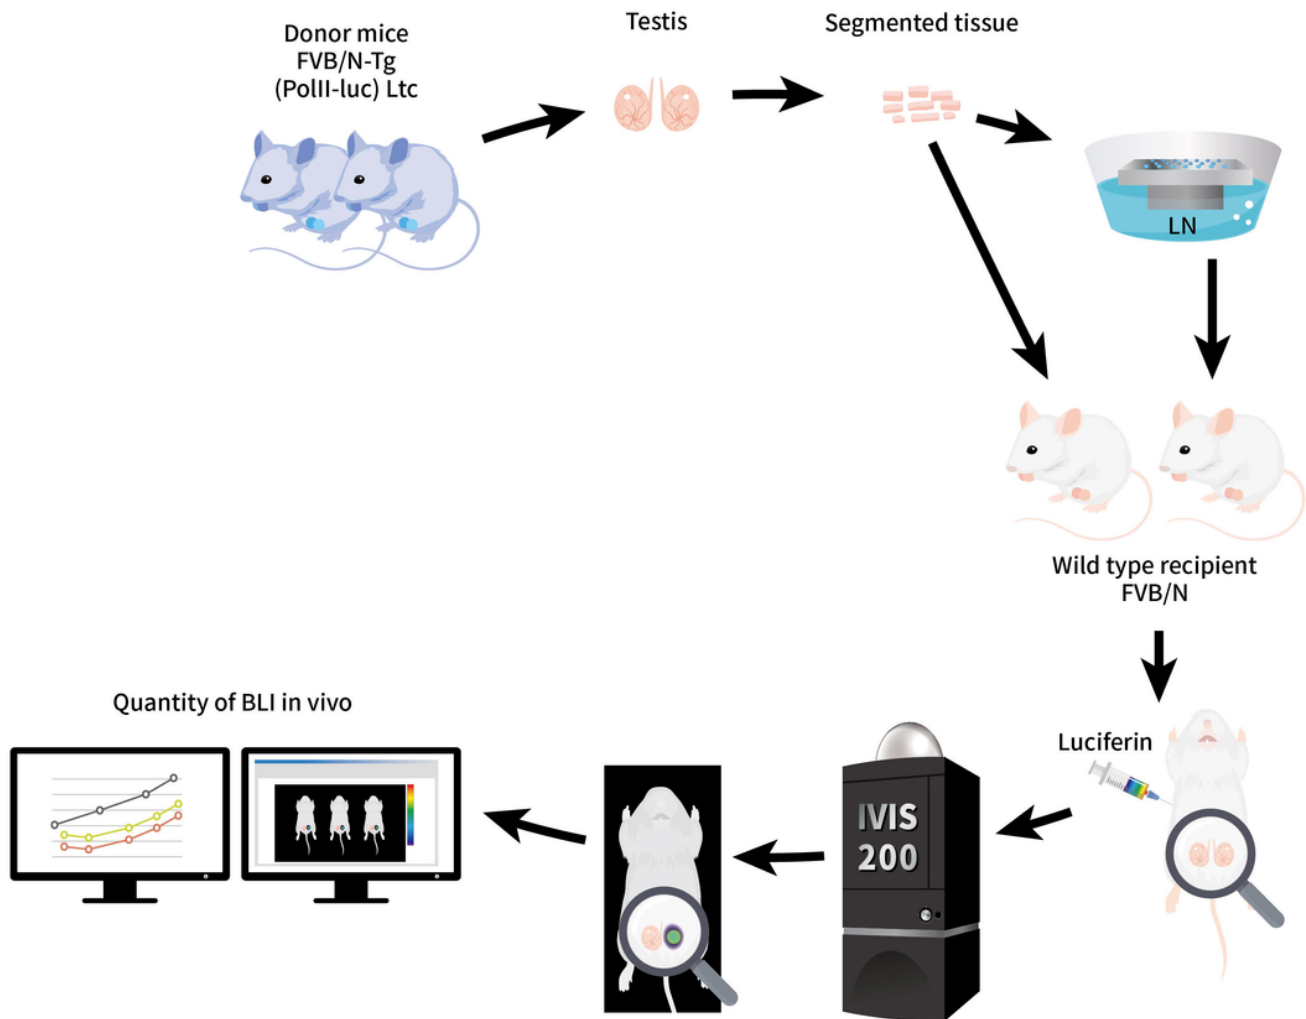 Donor mice
FVB/N-Tg
(PolII-luc) Ltc
Testis
Segmented tissue
LN
Wild type recipient
FVB/N
Luciferin
IVIS
200
Quantity of BLI in vivo